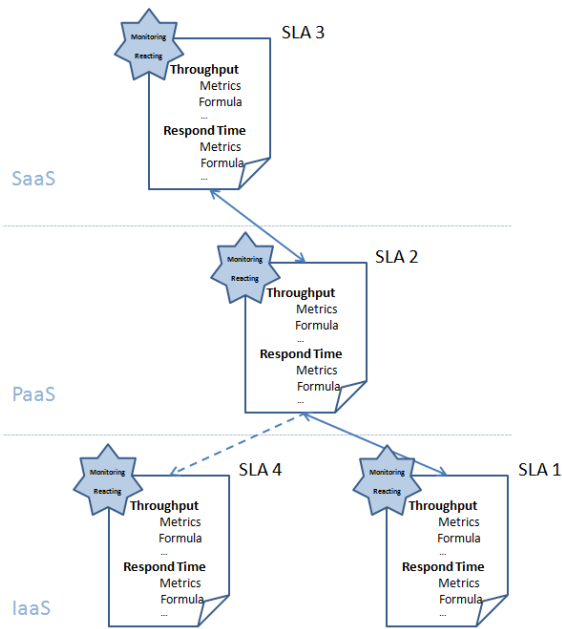 SLA 3
Monitoring
Reacting
Throughput
Metrics
Formula
...
Respond Time
Metrics
Formula
...
SaaS
SLA 2
Monitoring
Reacting
Throughput
Metrics
Formula
...
Respond Time
Metrics
Formula
...
PaaS
SLA 4
Monitoring
Reacting
Throughput
Metrics
Formula
...
Respond Time
Metrics
Formula
...
SLA 1
Monitoring
Reacting
Throughput
Metrics
Formula
...
Respond Time
Metrics
Formula
...
IaaS